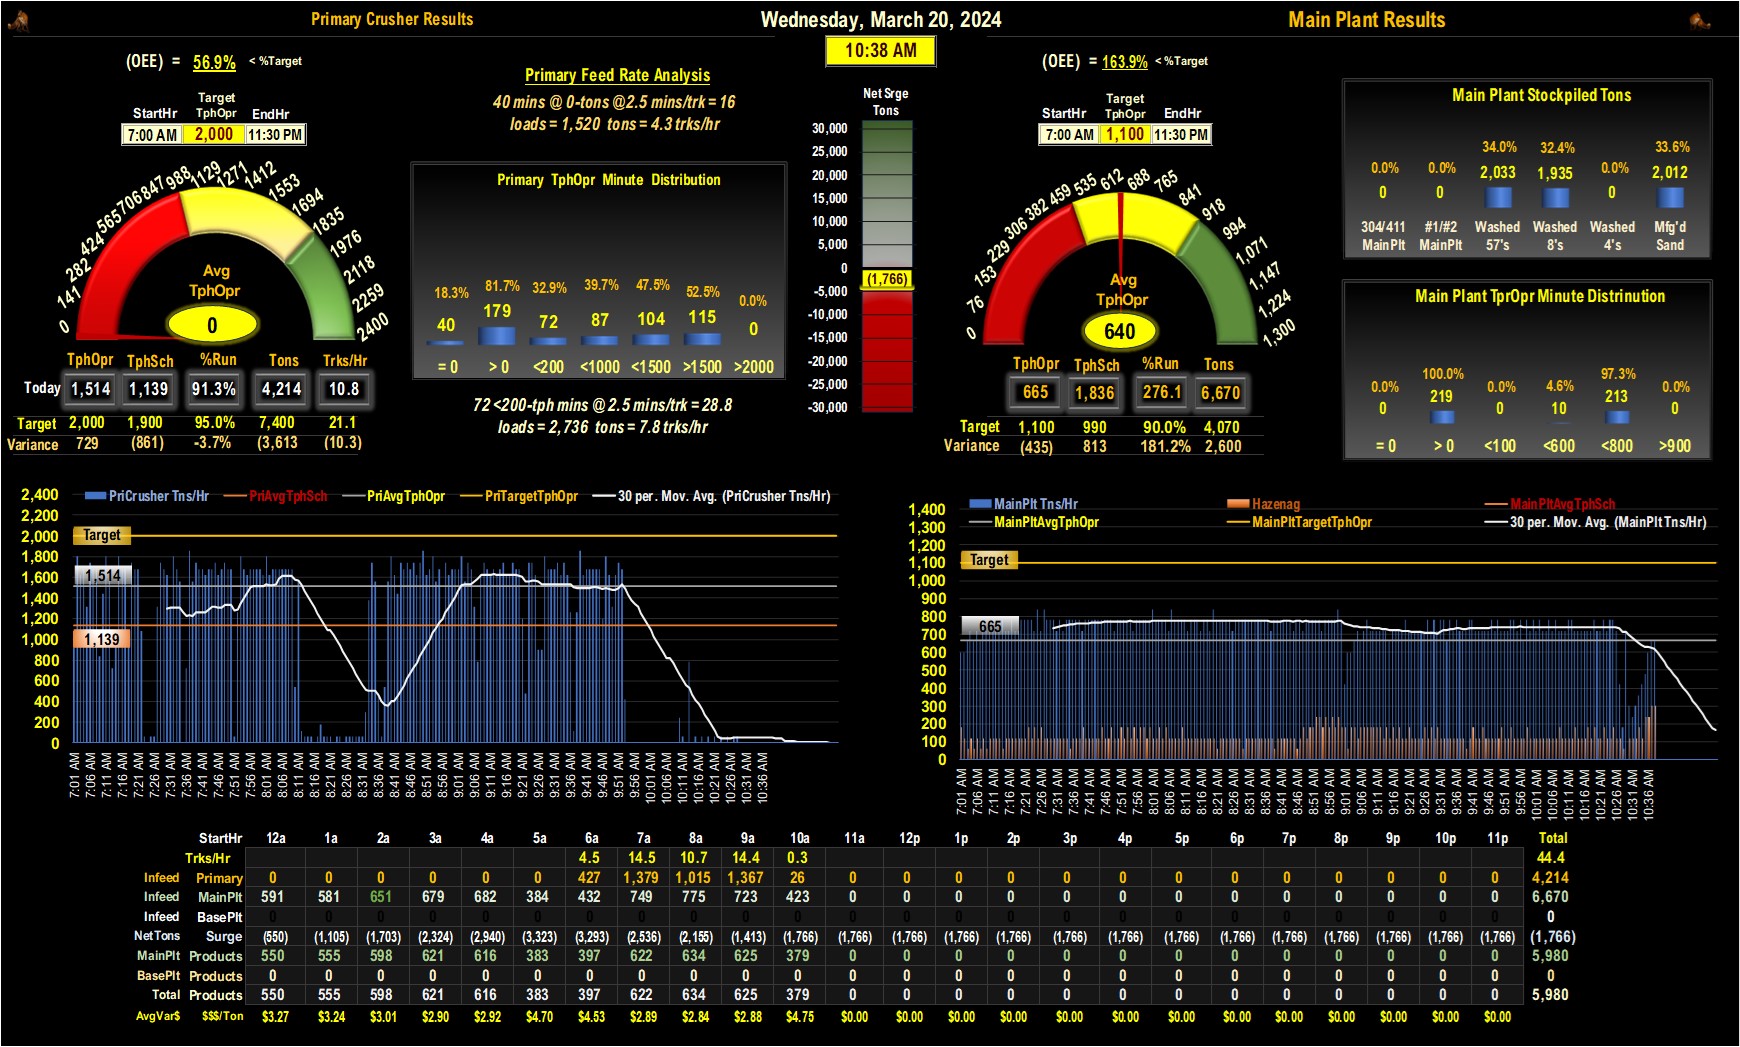 Primary Crusher Results
Wednesday, March 20, 2024
Main Plant Results
10:38 AM
(OEE) = 56.9% < %Target
StartHr Target TphOpr EndHr
7:00 AM 2,000 11:30 PM
0 141 282 424 565 706 847 988 1129 1271 1412 1553 1694 1835 1976 2118 2259 2400
Avg
TphOpr
0
TphOpr TphSch %Run Tons Trks/Hr
Today 1,514 1,139 91.3% 4,214 10.8
Target 2,000 1,900 95.0% 7,400 21.1
Variance 729 (861) -3.7% (3,613 (10.3)
Primary Feed Rate Analysis
40 mins @ 0-tons @2.5 mins/trk = 16
loads = 1,520 tons = 4.3 trks/hr
Primary TphOpr Minute Distribution
18.3% 81.7% 32.9% 39.7% 47.5% 52.5% 0.0%
40 179 72 87 104 115 0
= 0 > 0 <200 <1000 <1500 >1500 >2000
72 <200-tph mins @ 2.5 mins/trk = 28.8
loads = 2,736 tons = 7.8 trks/hr
Net Srge
Tons
30,000
25,000
20,000
15,000
10,000
5,000
0
(1,766)
-5,000
-10,000
-15,000
-20,000
-25,000
-30,000
(OEE) = 163.9% < %Target
StartHr Target TphOpr EndHr
7:00 AM 1,100 11:30 PM
0 76 153 229 306 382 459 535 612 688 765 841 918 994 1,071 1,147 1,224 1,300
Avg
TphOpr
640
TphOpr TphSch %Run Tons
665 1,836 276.1 6,670
Target 1,100 990 90.0% 4,070
Variance (435) 813 181.2% 2,600
Main Plant Stockpiled Tons
0.0% 0.0% 34.0% 32.4% 0.0% 33.6%
0 0 2,033 1,935 0 2,012
304/411 #1/#2 Washed Washed Washed Mfg'd
MainPlt MainPlt 57's 8's 4's Sand
Main Plant TprOpr Minute Distrinution
0.0% 100.0% 0.0% 4.6% 97.3% 0.0%
0 219 0 10 213 0
= 0 > 0 <100 <600 <800 >900
PriCrusher Tns/Hr PriAvgTphSch PriAvgTphOpr PriTargetTphOpr 30 per. Mov. Avg. (PriCrusher Tns/Hr)
2,400
2,200
2,000
1,800
1,600
1,400
1,200
1,000
800
600
400
200
0
Target
1,514
1,139
7:01 AM 7:06 AM 7:11 AM 7:16 AM 7:21 AM 7:26 AM 7:31 AM 7:36 AM 7:41 AM 7:46 AM 7:51 AM 7:56 AM 8:01 AM 8:06 AM 8:11 AM 8:16 AM 8:21 AM 8:26 AM 8:31 AM 8:36 AM 8:41 AM 8:46 AM 8:51 AM 8:56 AM 9:01 AM 9:06 AM 9:11 AM 9:16 AM 9:21 AM 9:26 AM 9:31 AM 9:36 AM 9:41 AM 9:46 AM 9:51 AM 9:56 AM 10:01 AM 10:06 AM 10:11 AM 10:16 AM 10:21 AM 10:26 AM 10:31 AM 10:36 AM
MainPlt Tns/Hr Hazenag MainPltAvgTphSch
MainPltAvgTphOpr MainPltTargetTphOpr 30 per. Mov. Avg. (MainPlt Tns/Hr)
1,400
1,300
1,200
1,100
1,000
900
800
700
600
500
400
300
200
100
0
Target
665
7:01 AM 7:06 AM 7:11 AM 7:16 AM 7:21 AM 7:26 AM 7:31 AM 7:36 AM 7:41 AM 7:46 AM 7:51 AM 7:56 AM 8:01 AM 8:06 AM 8:11 AM 8:16 AM 8:21 AM 8:26 AM 8:31 AM 8:36 AM 8:41 AM 8:46 AM 8:51 AM 8:56 AM 9:01 AM 9:06 AM 9:11 AM 9:16 AM 9:21 AM 9:26 AM 9:31 AM 9:36 AM 9:41 AM 9:46 AM 9:51 AM 9:56 AM 10:01 AM 10:06 AM 10:11 AM 10:16 AM 10:21 AM 10:26 AM 10:31 AM 10:36 AM
StartHr 12a 1a 2a 3a 4a 5a 6a 7a 8a 9a 10a 11a 12p 1p 2p 3p 4p 5p 6p 7p 8p 9p 10p 11p Total
Trks/Hr 4.5 14.5 10.7 14.4 0.3 44.4
Infeed Primary 0 0 0 0 0 0 427 1,379 1,015 1,367 26 0 0 0 0 0 0 0 0 0 0 0 0 0 4,214
Infeed MainPlt 591 581 651 679 682 384 432 749 775 723 423 0 0 0 0 0 0 0 0 0 0 0 0 0 6,670
Infeed BasePlt 0 0 0 0 0 0 0 0 0 0 0 0 0 0 0 0 0 0 0 0 0 0 0 0 0
NetTons Surge (550) (1,105) (1,703) (2,324) (2,940) (3,323) (3,293) (2,536) (2,155) (1,413) (1,766) (1,766) (1,766) (1,766) (1,766) (1,766) (1,766) (1,766) (1,766) (1,766) (1,766) (1,766) (1,766) (1,766) (1,766)
MainPlt Products 550 555 598 621 616 383 397 622 634 625 379 0 0 0 0 0 0 0 0 0 0 0 0 0 5,980
BasePlt Products 0 0 0 0 0 0 0 0 0 0 0 0 0 0 0 0 0 0 0 0 0 0 0 0 0
Total Products 550 555 598 621 616 383 397 622 634 625 379 0 0 0 0 0 0 0 0 0 0 0 0 0 5,980
AvgVar$ $$$/Ton $3.27 $3.24 $3.01 $2.90 $2.92 $4.70 $4.53 $2.89 $2.84 $2.88 $4.75 $0.00 $0.00 $0.00 $0.00 $0.00 $0.00 $0.00 $0.00 $0.00 $0.00 $0.00 $0.00 $0.00